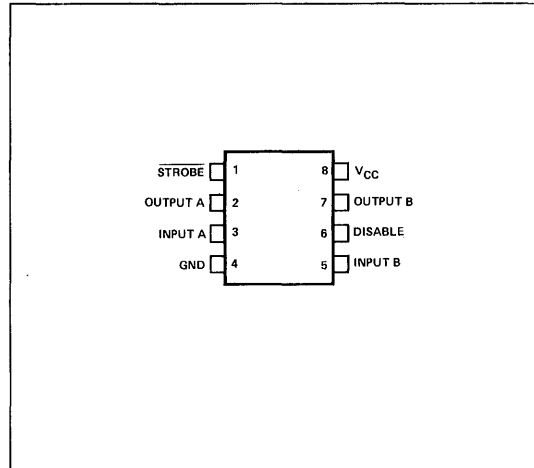 STROBE 1 8 VCC
OUTPUT A 2 7 OUTPUT B
INPUT A 3 6 DISABLE
GND 4 5 INPUT B